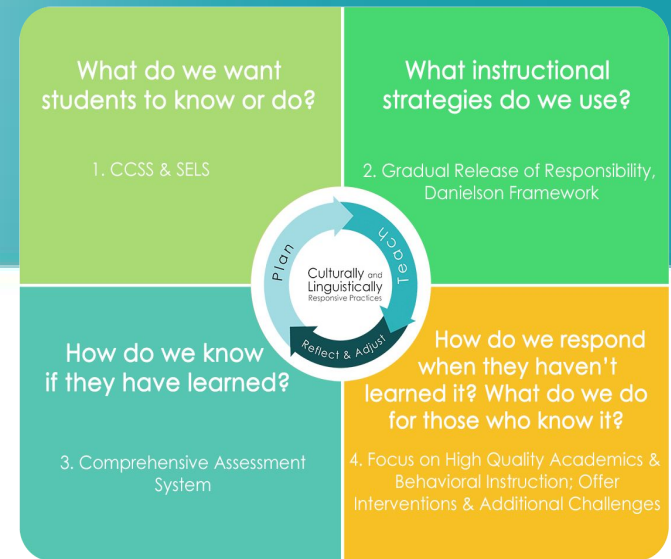 What do we want
students to know or do?
1. CCSS & SELS
What instructional
strategies do we use?
2. Gradual Release of Responsibility,
Danielson Framework
Plan
Teach
Reflect & Adjust
Culturally and
Linguistically
Responsive Practices
How do we know
if they have learned?
3. Comprehensive Assessment
System
How do we respond
when they haven't
learned it? What do we do
for those who know it?
4. Focus on High Quality Academics &
Behavioral Instruction; Offer
Interventions & Additional Challenges